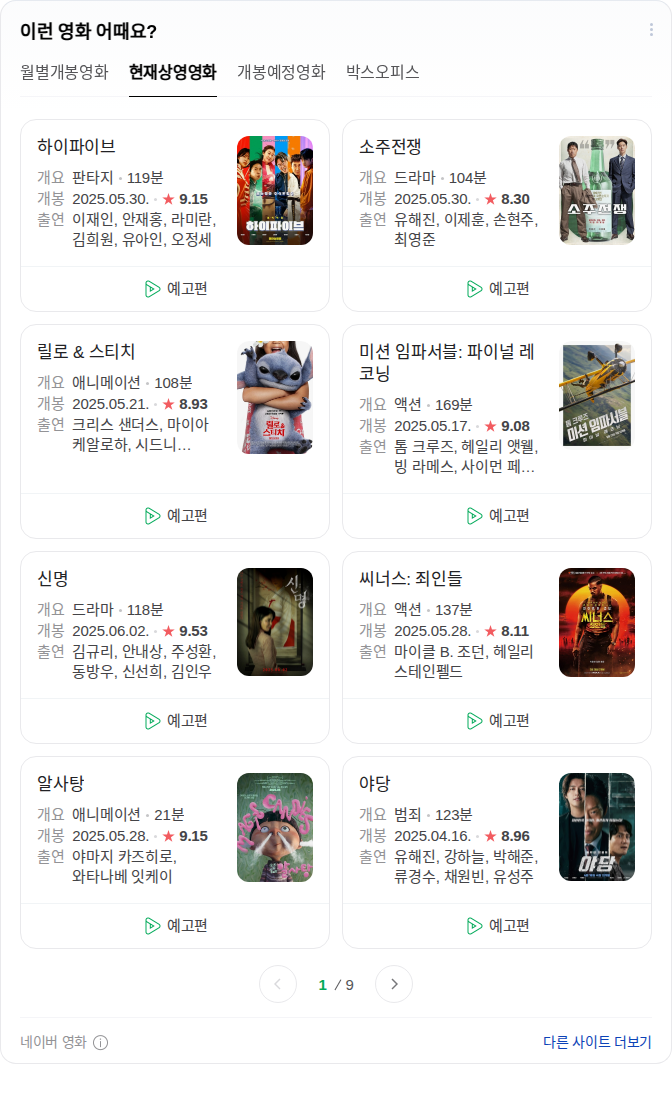 이런 영화 어때요?
월별개봉영화 현재상영영화 개봉예정영화 박스오피스
하이파이브
개요 판타지 · 119분
개봉 2025.05.30. · ★ 9.15
출연 이재인, 안재홍, 라미란,
김희원, 유아인, 오정세
하이파이브
예고편
소주전쟁
개요 드라마 · 104분
개봉 2025.05.30. · ★ 8.30
출연 유해진, 이제훈, 손현주,
최영준
소주전쟁
예고편
릴로 & 스티치
개요 애니메이션 · 108분
개봉 2025.05.21. · ★ 8.93
출연 크리스 샌더스, 마이아
케알로하, 시드니…
릴로&
스티치
예고편
미션 임파서블: 파이널 레
코닝
개요 액션 · 169분
개봉 2025.05.17. · ★ 9.08
출연 톰 크루즈, 헤일리 앳웰,
빙 라메스, 사이먼 페…
톰 크루즈
미션 임파서블
예고편
신명
개요 드라마 · 118분
개봉 2025.06.02. · ★ 9.53
출연 김규리, 안내상, 주성환,
동방우, 신선희, 김인우
신명
예고편
씨너스: 죄인들
개요 액션 · 137분
개봉 2025.05.28. · ★ 8.11
출연 마이클 B. 조던, 헤일리
스테인펠드
씨너스
예고편
알사탕
개요 애니메이션 · 21분
개봉 2025.05.28. · ★ 9.15
출연 야마지 카즈히로,
와타나베 잇케이
알사탕
예고편
야당
개요 범죄 · 123분
개봉 2025.04.16. · ★ 8.96
출연 유해진, 강하늘, 박해준,
류경수, 채원빈, 유성주
야당
예고편
1 / 9
네이버 영화
다른 사이트 더보기